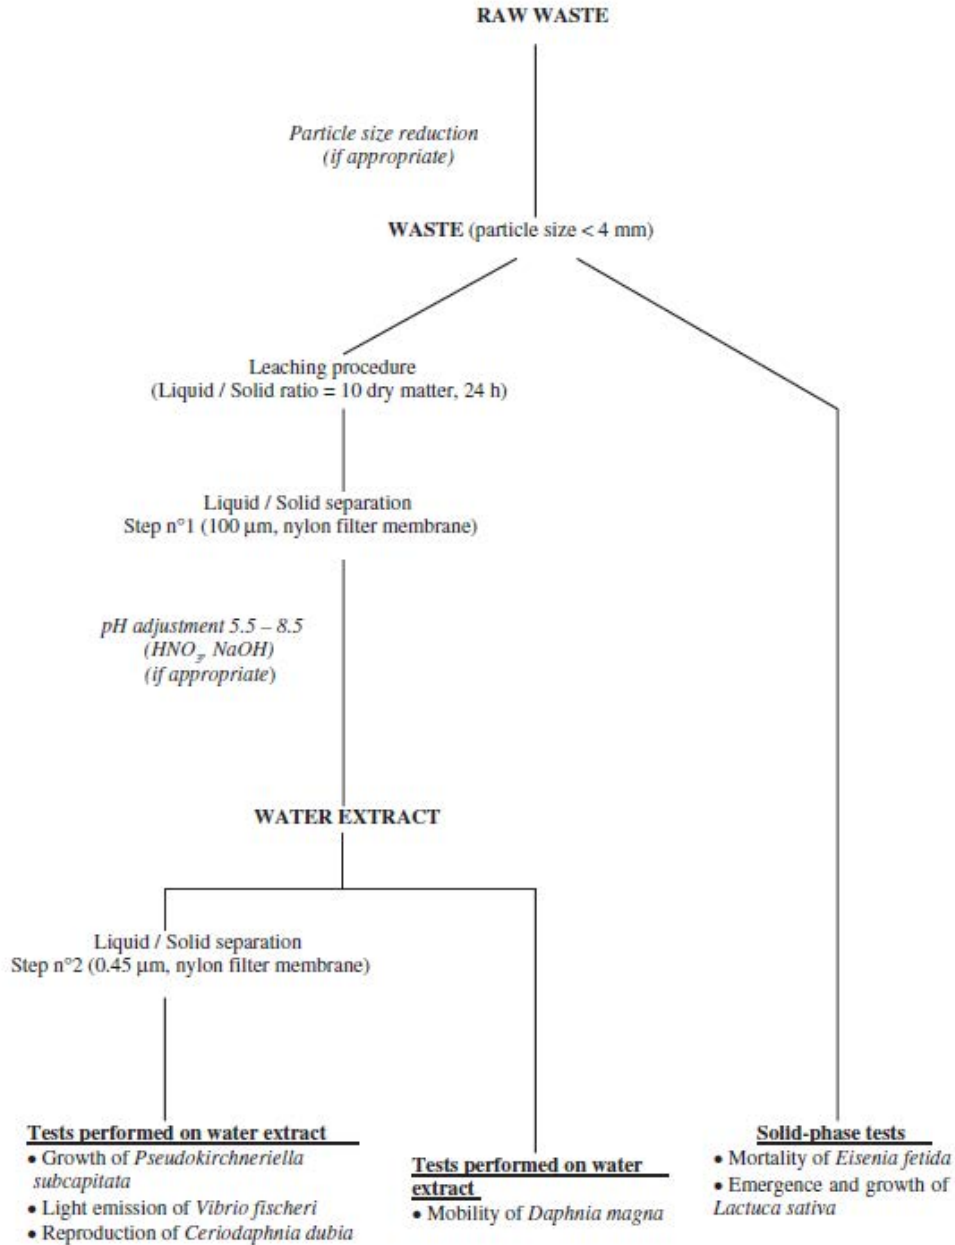 RAW WASTE
Particle size reduction
(if appropriate)
WASTE (particle size < 4 mm)
Leaching procedure
(Liquid / Solid ratio = 10 dry matter, 24 h)
Liquid / Solid separation
Step n°1 (100 µm, nylon filter membrane)
pH adjustment 5.5 – 8.5
(HNO3, NaOH)
(if appropriate)
WATER EXTRACT
Liquid / Solid separation
Step n°2 (0.45 µm, nylon filter membrane)
Tests performed on water extract
• Growth of Pseudokirchneriella
subcapitata
• Light emission of Vibrio fischeri
• Reproduction of Ceriodaphnia dubia
Tests performed on water
extract
• Mobility of Daphnia magna
Solid-phase tests
• Mortality of Eisenia fetida
• Emergence and growth of
Lactuca sativa